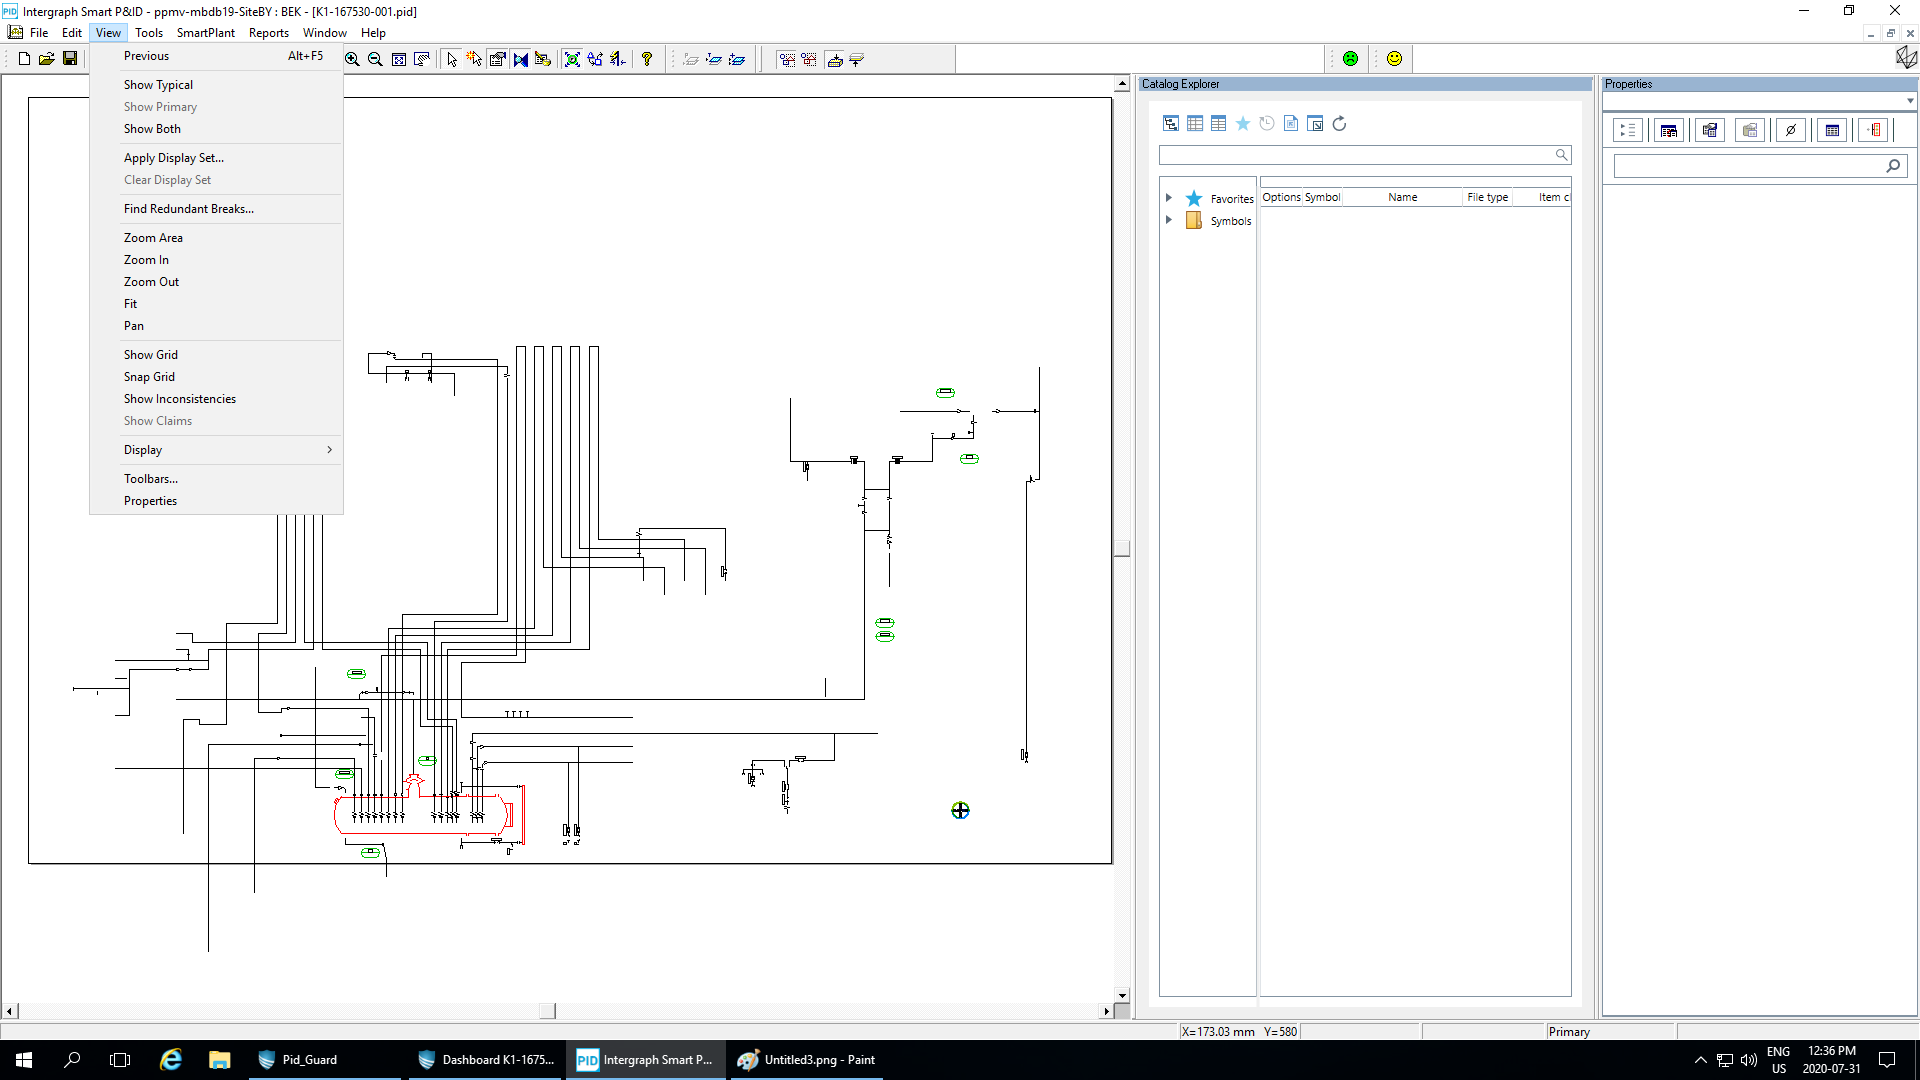 PID Intergraph Smart P&ID - ppmv-mbdb19-SiteBY : BEK - [K1-167530-001.pid]
File Edit View Tools SmartPlant Reports Window Help
Previous Alt+F5
Show Typical
Show Primary
Show Both
Apply Display Set...
Clear Display Set
Find Redundant Breaks...
Zoom Area
Zoom In
Zoom Out
Fit
Pan
Show Grid
Snap Grid
Show Inconsistencies
Show Claims
Display
Toolbars...
Properties
Catalog Explorer
Favorites
Symbols
Options Symbol Name File type Item cl
Properties
X=173.03 mm Y=580
Primary
Pid_Guard
Dashboard K1-1675...
PID Intergraph Smart P...
Untitled3.png - Paint
ENG
US
12:36 PM
2020-07-31